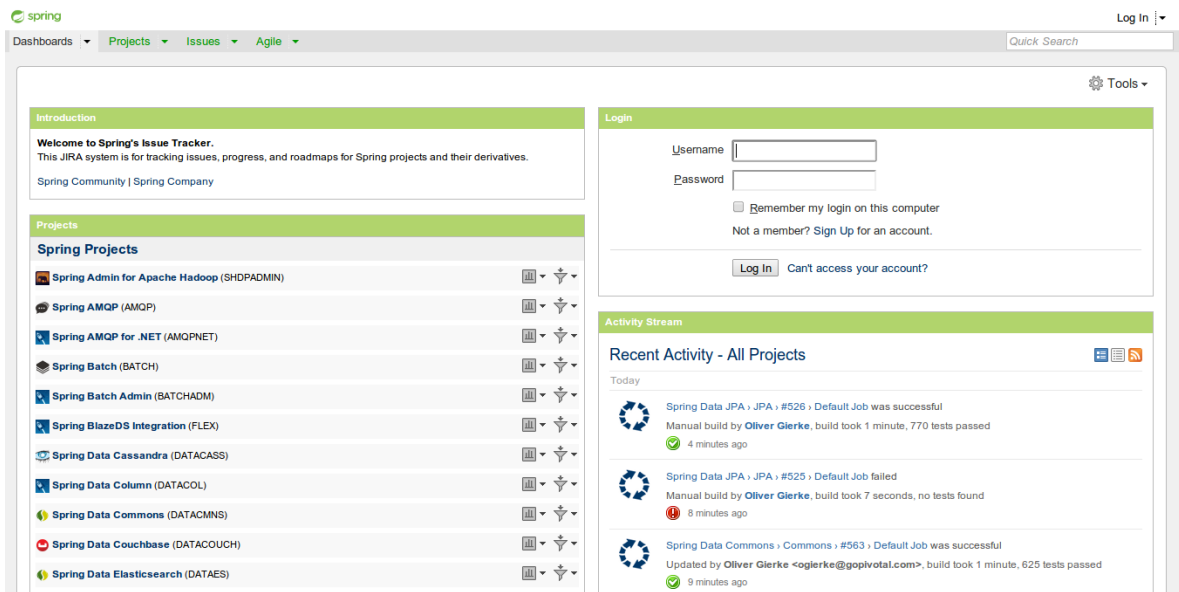 spring
Log In
Dashboards Projects Issues Agile Quick Search
Tools
Introduction
Welcome to Spring's Issue Tracker.
This JIRA system is for tracking issues, progress, and roadmaps for Spring projects and their derivatives.
Spring Community | Spring Company
Projects
Spring Projects
Spring Admin for Apache Hadoop (SHDPADMIN)
Spring AMQP (AMQP)
Spring AMQP for .NET (AMQPNET)
Spring Batch (BATCH)
Spring Batch Admin (BATCHADM)
Spring BlazeDS Integration (FLEX)
Spring Data Cassandra (DATACASS)
Spring Data Column (DATACOL)
Spring Data Commons (DATACMNS)
Spring Data Couchbase (DATACOUCH)
Spring Data Elasticsearch (DATAES)
Login
Username
Password
Remember my login on this computer
Not a member? Sign Up for an account.
Log In Can't access your account?
Activity Stream
Recent Activity - All Projects
Today
Spring Data JPA › JPA › #526 › Default Job was successful
Manual build by Oliver Gierke, build took 1 minute, 770 tests passed
4 minutes ago
Spring Data JPA › JPA › #525 › Default Job failed
Manual build by Oliver Gierke, build took 7 seconds, no tests found
8 minutes ago
Spring Data Commons › Commons › #563 › Default Job was successful
Updated by Oliver Gierke <ogierke@gopivotal.com>, build took 1 minute, 625 tests passed
9 minutes ago